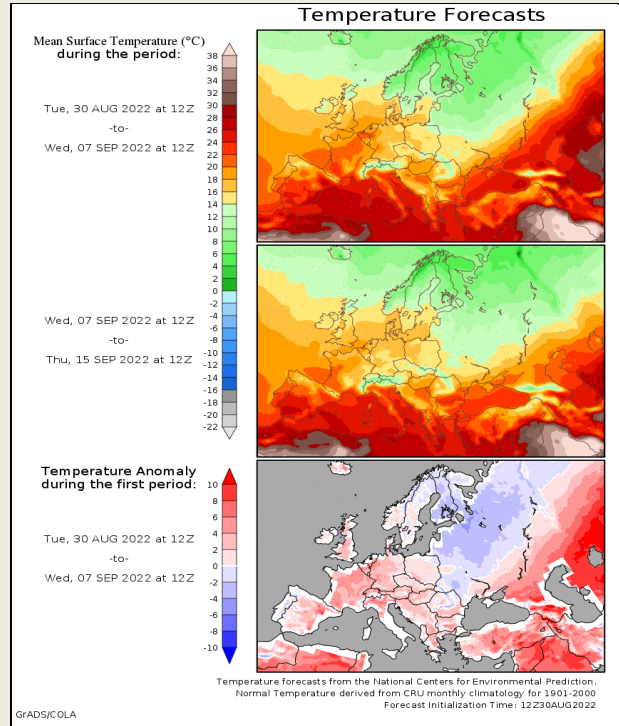 Temperature Forecasts
Mean Surface Temperature (°C)
during the period:
Tue, 30 AUG 2022 at 12Z
-to-
Wed, 07 SEP 2022 at 12Z
38
36
34
32
30
28
26
24
22
20
18
16
14
12
10
8
6
4
2
0
-2
-4
-6
-8
-10
-12
-14
-16
-18
-20
-22
Wed, 07 SEP 2022 at 12Z
-to-
Thu, 15 SEP 2022 at 12Z
Temperature Anomaly
during the first period:
Tue, 30 AUG 2022 at 12Z
-to-
Wed, 07 SEP 2022 at 12Z
10
8
6
4
2
0
-2
-4
-6
-8
-10
Temperature forecasts from the National Centers for Environmental Prediction.
Normal Temperature derived from CRU monthly climatology for 1901-2000
Forecast Initialization Time: 12Z30AUG2022
GrADS/COLA